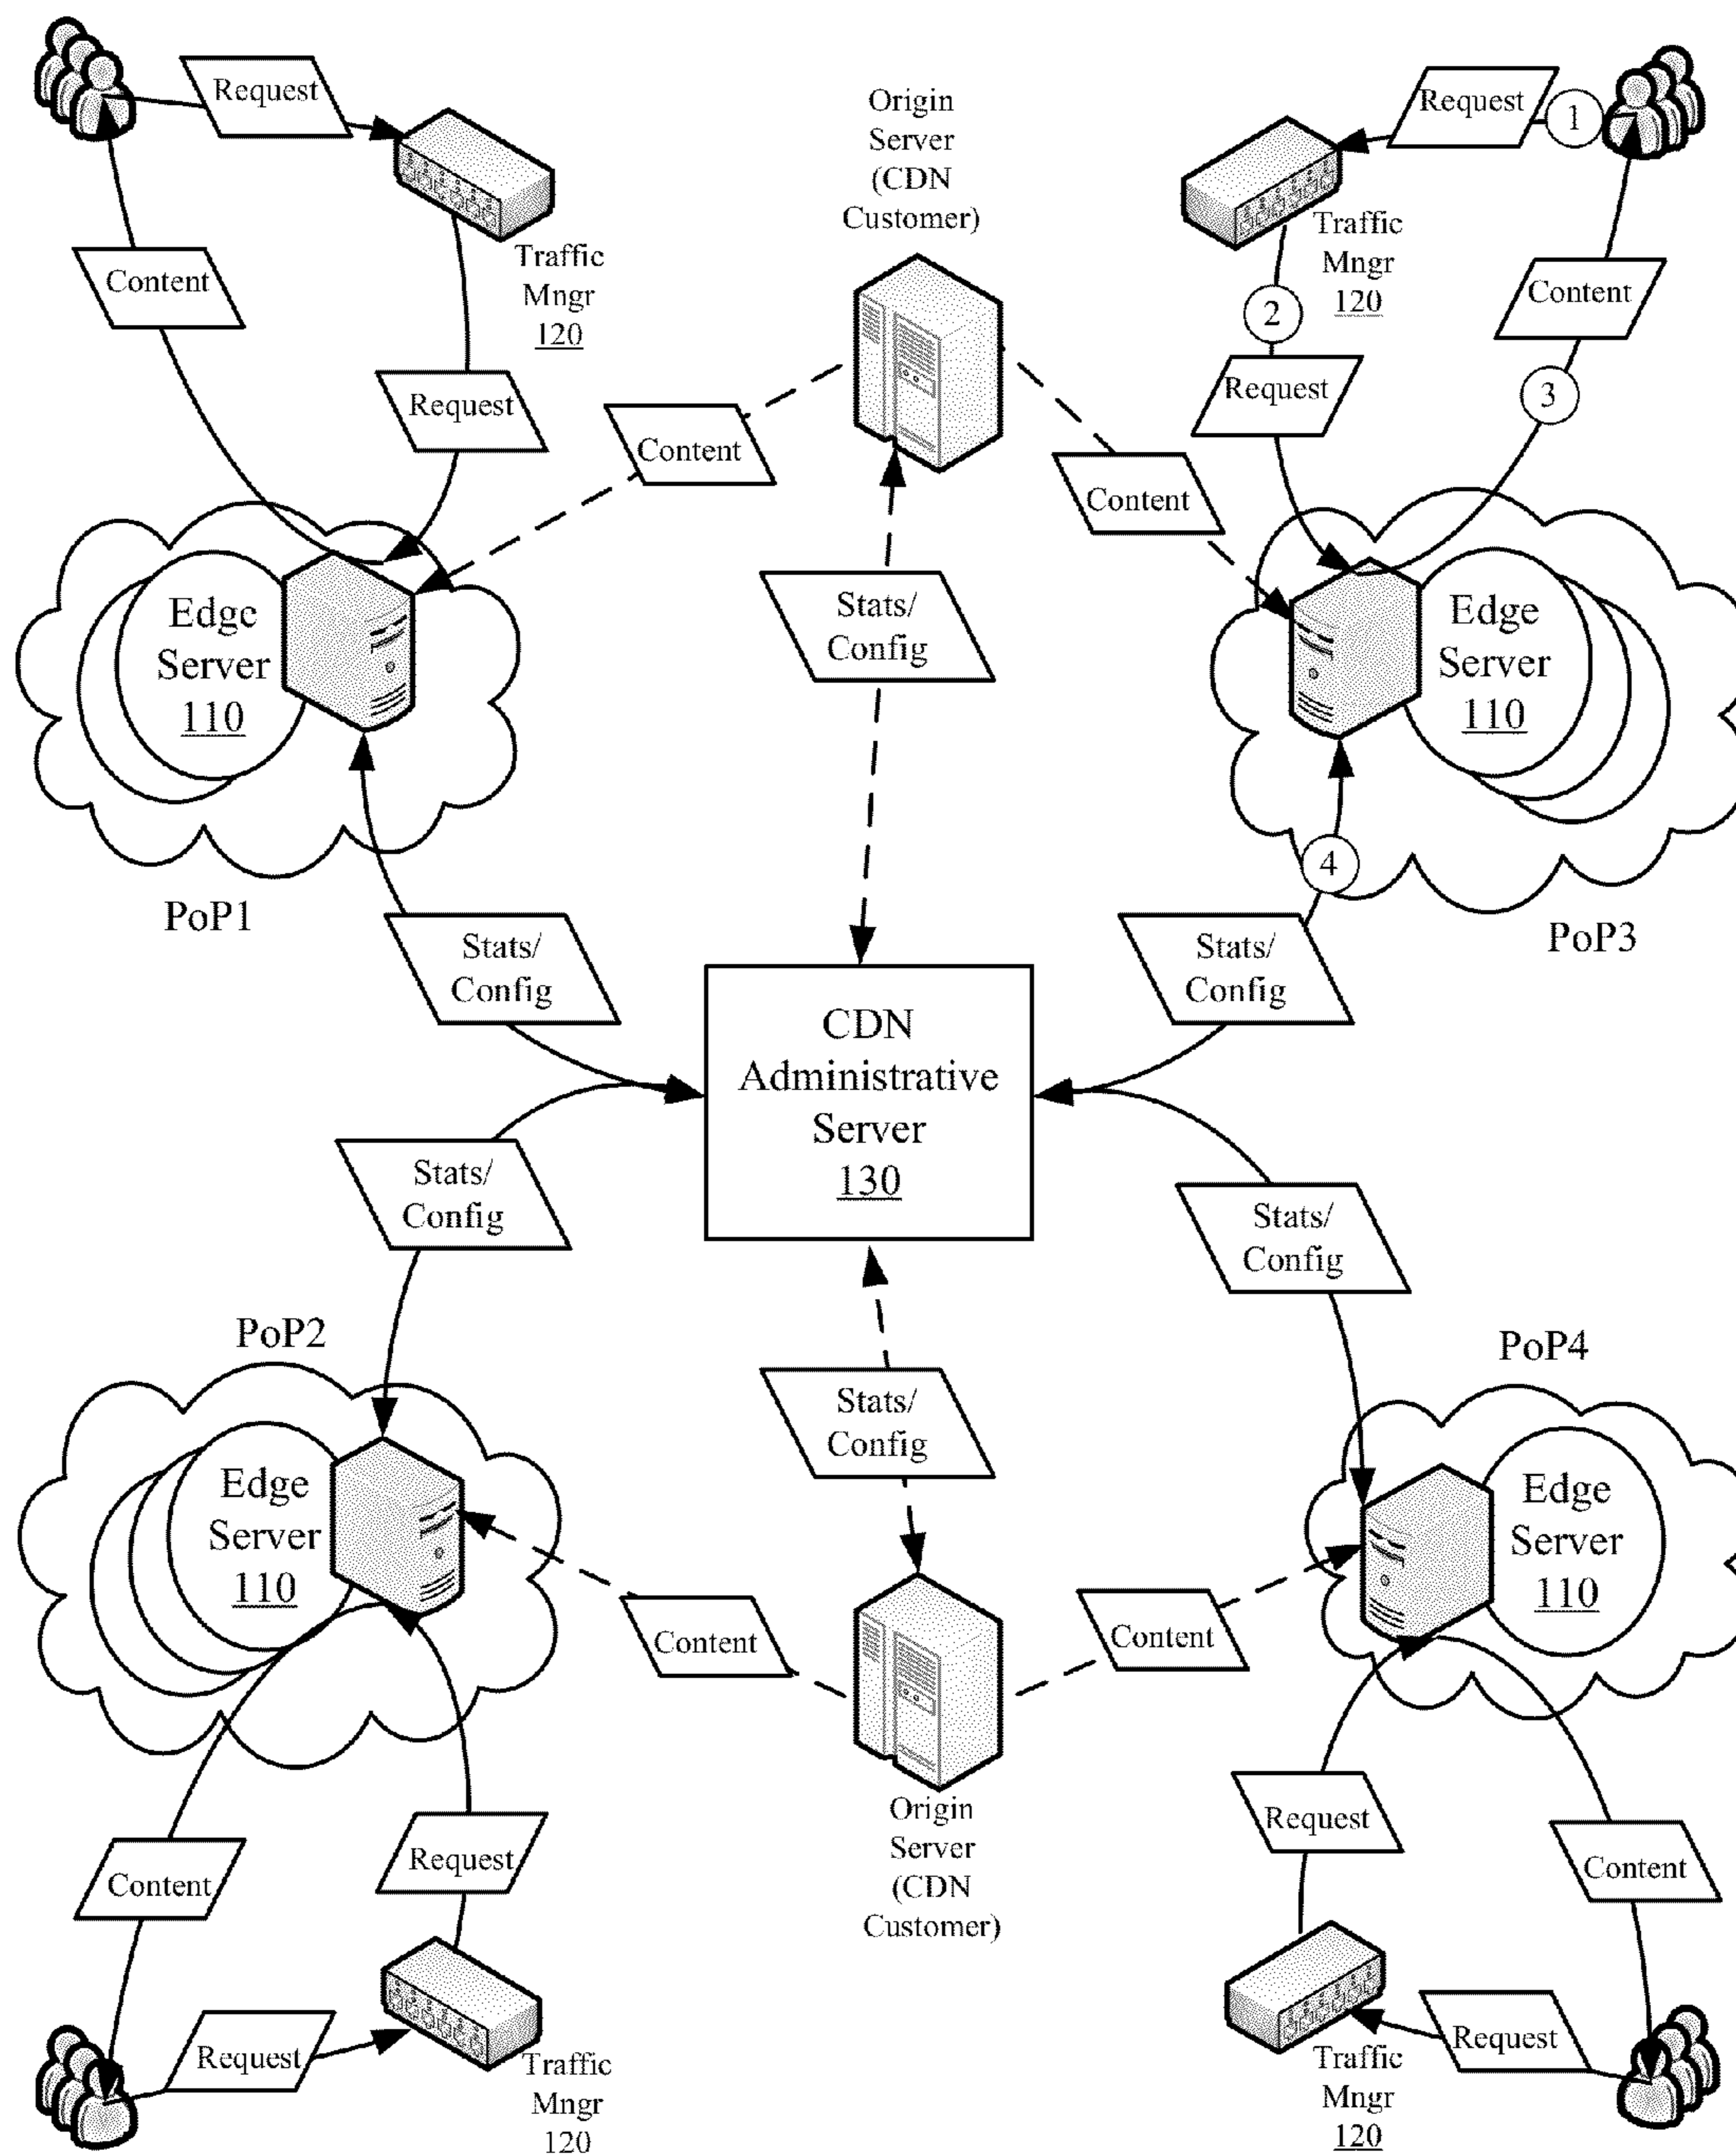 Request
Traffic
Mngr
120
Content
Request
Origin
Server
(CDN
Customer)
Request
1
Traffic
Mngr
120
2
Content
Request
3
Content
Content
Edge
Server
110
PoP1
Stats/
Config
Edge
Server
110
4
PoP3
Stats/
Config
Stats/
Config
CDN
Administrative
Server
130
Stats/
Config
Stats/
Config
PoP2
Edge
Server
110
Stats/
Config
PoP4
Edge
Server
110
Content
Content
Origin
Server
(CDN
Customer)
Content
Request
Request
Traffic
Mngr
120
Request
Content
Request
Traffic
Mngr
120